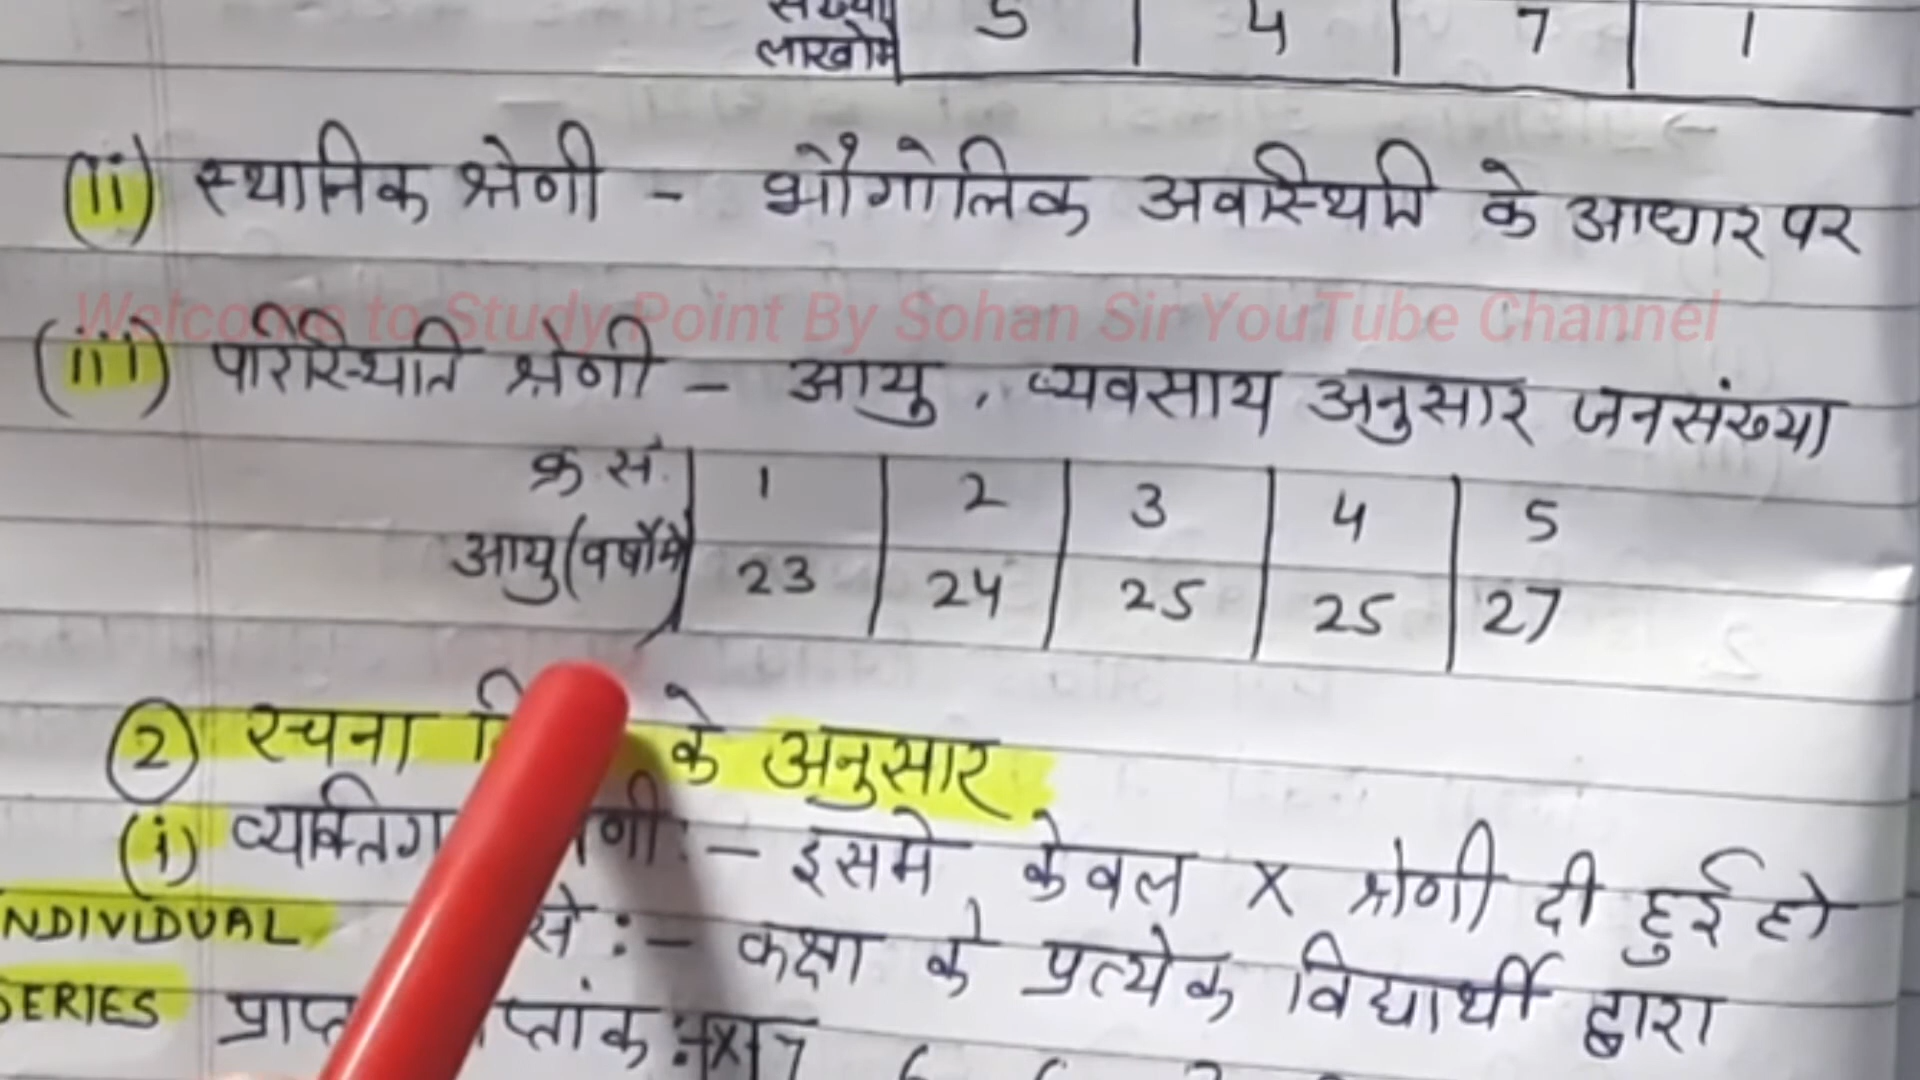 संख्या 5 4 7 1
लाखोमे
(ii) स्थानिक श्रेणी - भौगोलिक अवस्थिति के आधार पर
Welcome to Study Point By Sohan Sir YouTube Channel
(iii) परिस्थिति श्रेणी - आयु, व्यवसाय अनुसार जनसंख्या
क्र सं. 1 2 3 4 5
आयु(वर्षोमे 23 24 25 25 27
2 रचना के अनुसार
(i) :- इसमे केवल X श्रेणी दी हुई हो
INDIVIDUAL :- कक्षा के प्रत्येक विद्यार्थी द्वारा
SERIES X 7